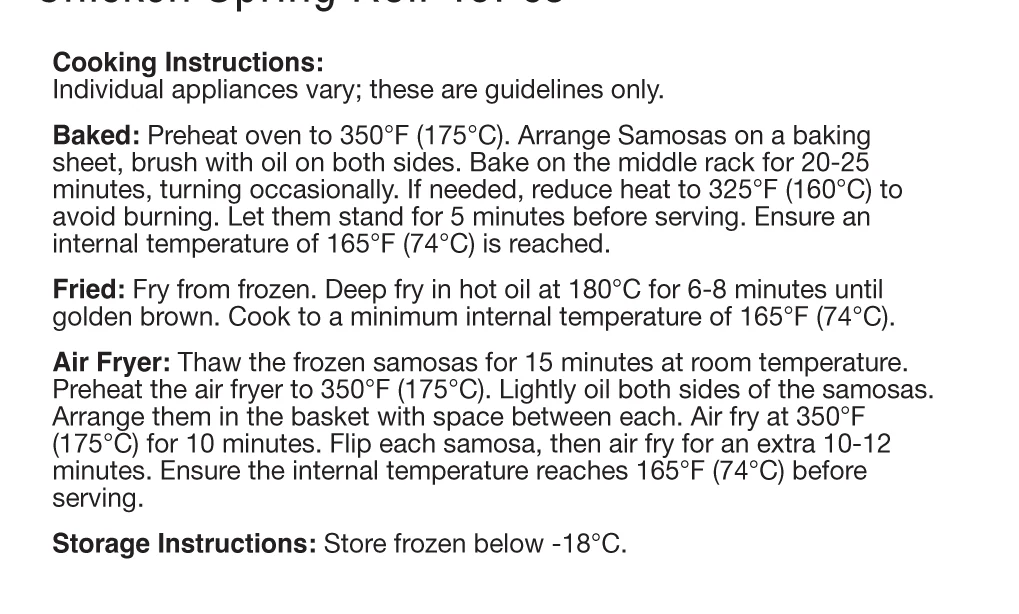 Cooking Instructions:
Individual appliances vary; these are guidelines only.
Baked: Preheat oven to 350°F (175°C). Arrange Samosas on a baking
sheet, brush with oil on both sides. Bake on the middle rack for 20-25
minutes, turning occasionally. If needed, reduce heat to 325°F (160°C) to
avoid burning. Let them stand for 5 minutes before serving. Ensure an
internal temperature of 165°F (74°C) is reached.
Fried: Fry from frozen. Deep fry in hot oil at 180°C for 6-8 minutes until
golden brown. Cook to a minimum internal temperature of 165°F (74°C).
Air Fryer: Thaw the frozen samosas for 15 minutes at room temperature.
Preheat the air fryer to 350°F (175°C). Lightly oil both sides of the samosas.
Arrange them in the basket with space between each. Air fry at 350°F
(175°C) for 10 minutes. Flip each samosa, then air fry for an extra 10-12
minutes. Ensure the internal temperature reaches 165°F (74°C) before
serving.
Storage Instructions: Store frozen below -18°C.